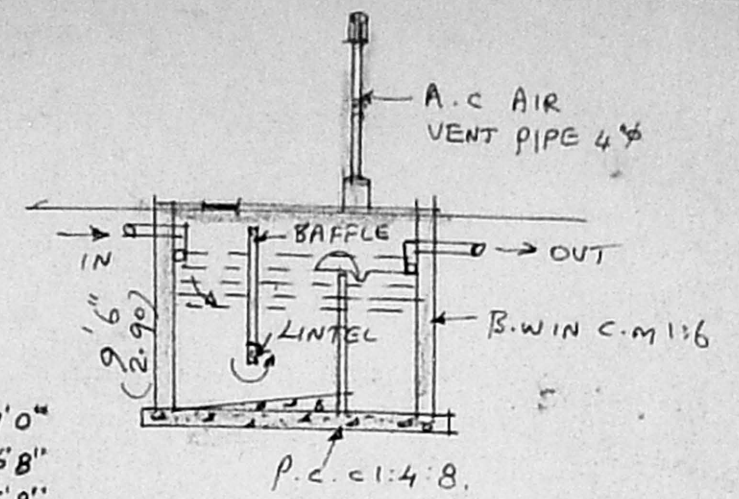 A.C AIR
VENT PIPE 4"φ
IN
BAFFLE
OUT
9'6"
(2.90)
LINTEL
B.W IN C.M 1:6
P.C.C 1:4:8.